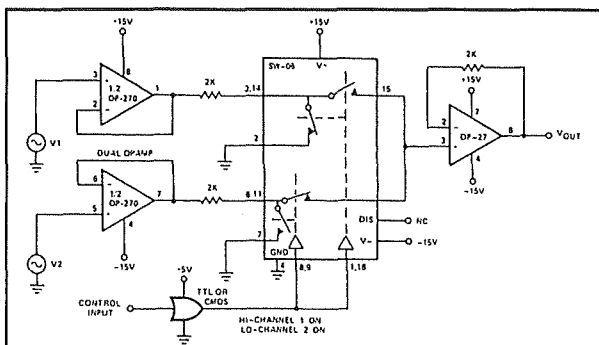 +15V
8
3
1.2
OP-270
1
2
2K
V1
DUAL OPAMP
6
1/2
OP-270
7
5
4
-15V
2K
V2
+15V
V+
SW-06
3,14
15
2
6,11
7
GND
4
8,9
1,16
DIS
NC
V-
-15V
2K
+15V
7
2
3
OP-27
6
VOUT
4
-15V
CONTROL
INPUT
+5V
TTL OR
CMOS
HI-CHANNEL 1 ON
LO-CHANNEL 2 ON